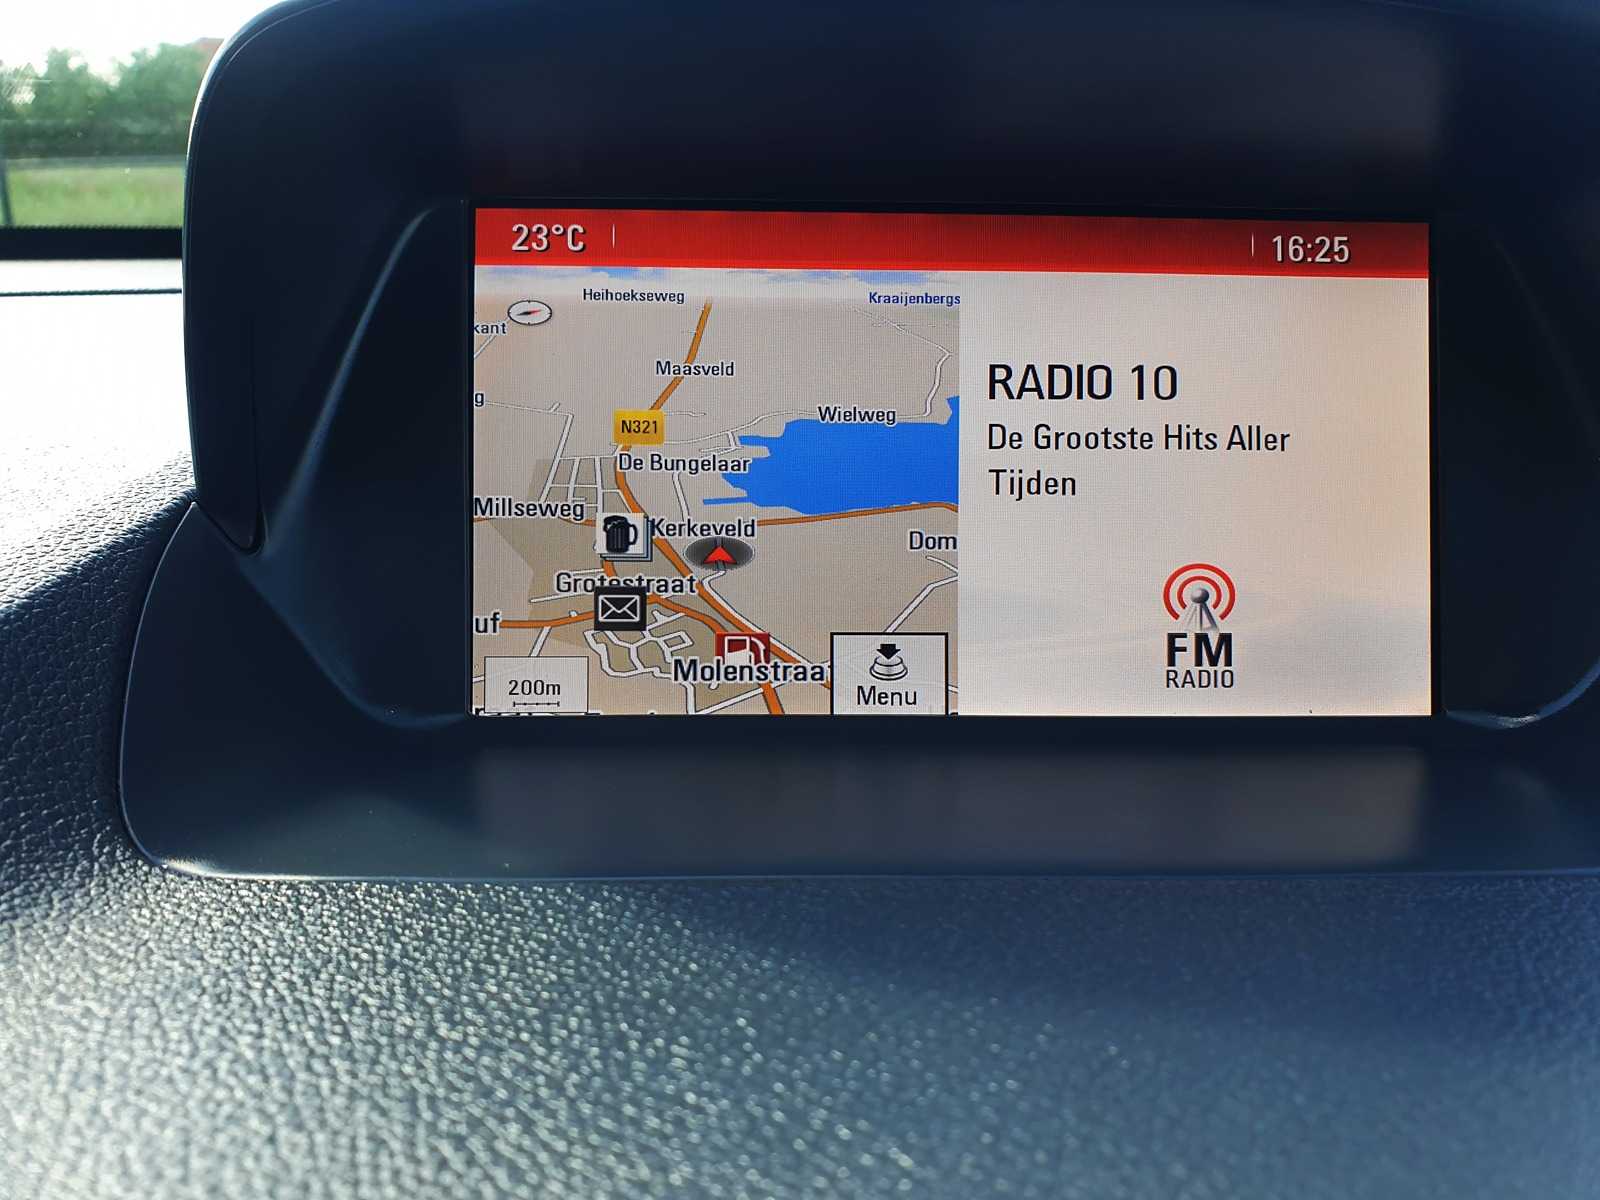 23°C
16:25
Heihoekseweg
Kraaijenbergs
kant
Maasveld
g
Wielweg
N321
De Bungelaar
Millseweg
Kerkeveld
Dom
Grotestraat
uf
Molenstraat
200m
Menu
RADIO 10
De Grootste Hits Aller
Tijden
FM
RADIO